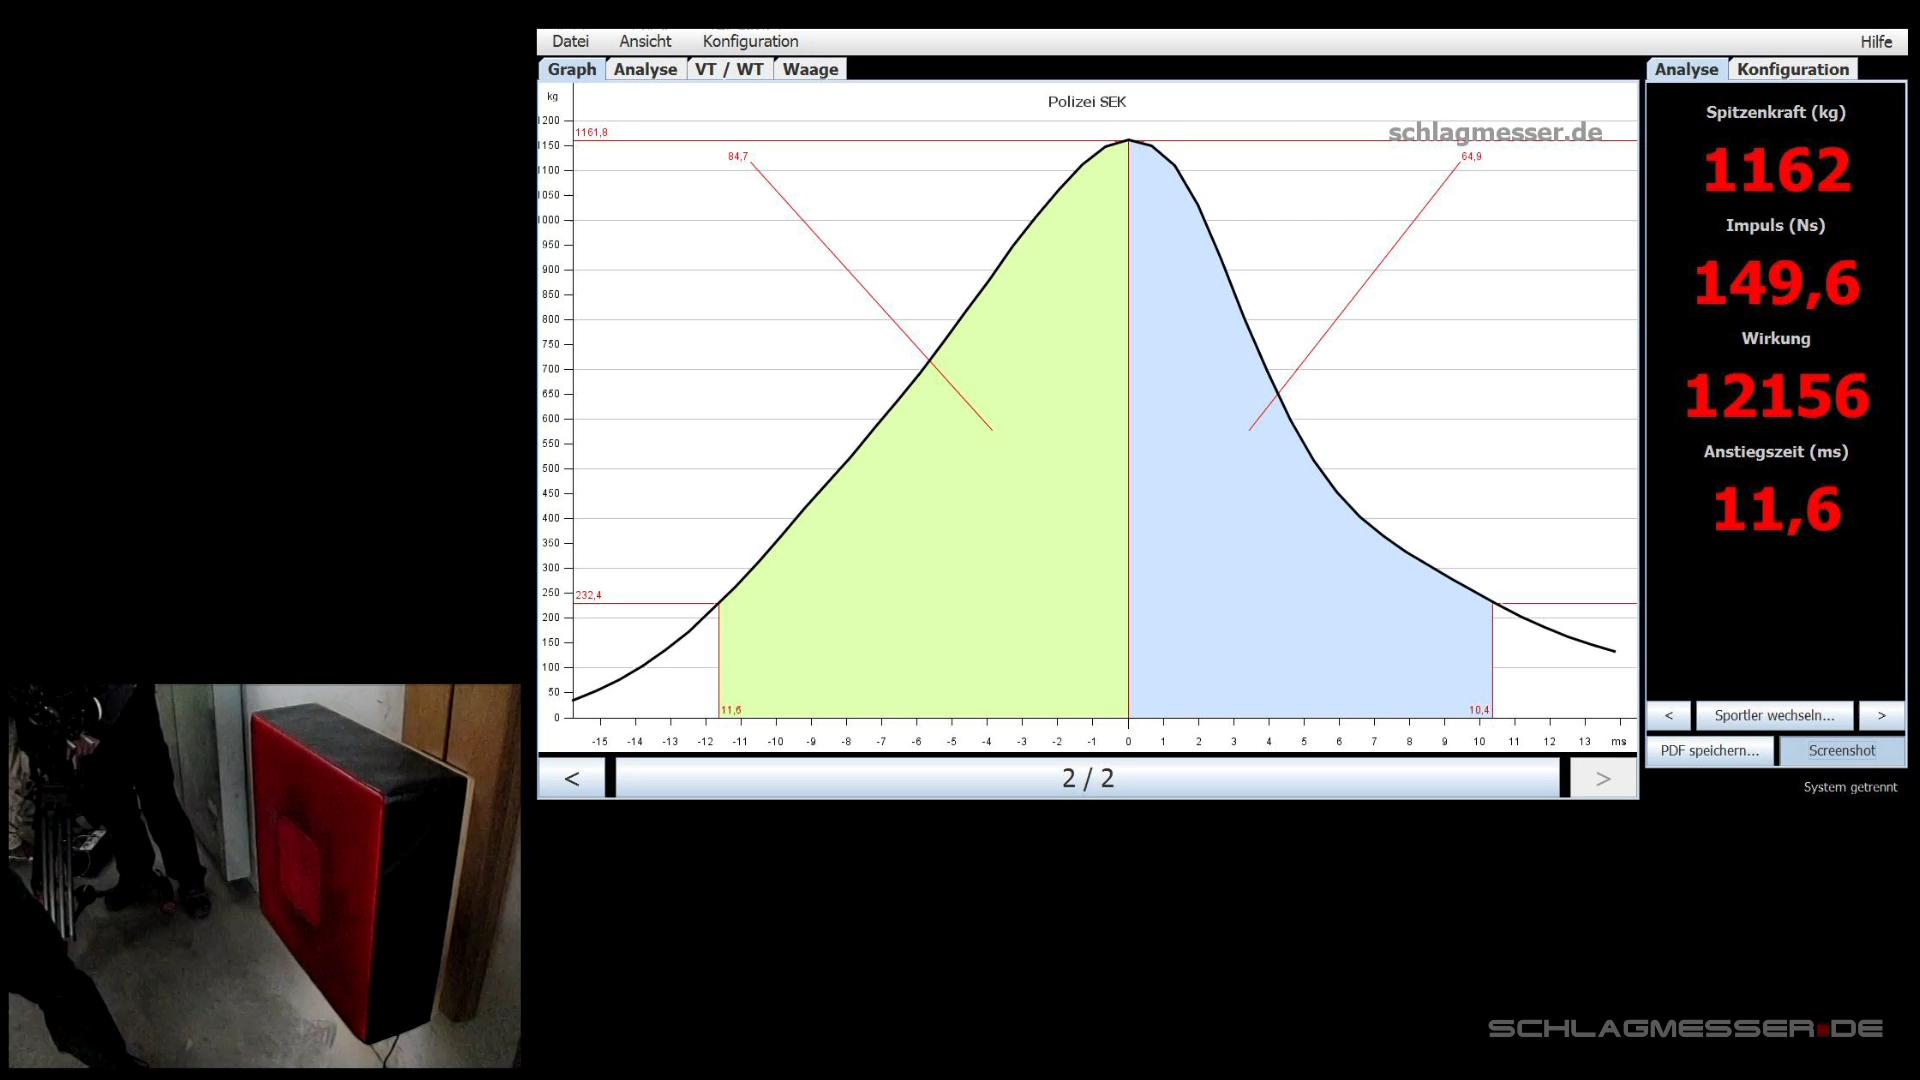 Datei Ansicht Konfiguration Hilfe
Graph Analyse VT / WT Waage
Analyse Konfiguration
kg
Polizei SEK
schlagmesser.de
1200
1161,8
1150
84,7
64,9
1100
1050
1000
950
900
850
800
750
700
650
600
550
500
450
400
350
300
250
232,4
200
150
100
50
0
11,6
10,4
-15 -14 -13 -12 -11 -10 -9 -8 -7 -6 -5 -4 -3 -2 -1 0 1 2 3 4 5 6 7 8 9 10 11 12 13 ms
< 2 / 2 >
Spitzenkraft (kg)
1162
Impuls (Ns)
149,6
Wirkung
12156
Anstiegszeit (ms)
11,6
< Sportler wechseln... >
PDF speichern... Screenshot
System getrennt
SCHLAGMESSER.DE